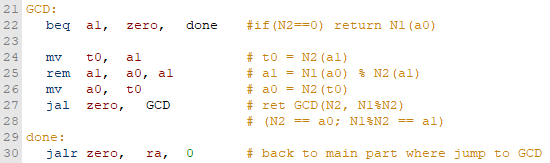 21 GCD:
22 beq a1, zero, done #if(N2==0) return N1(a0)
23
24 mv t0, a1 # t0 = N2(a1)
25 rem a1, a0, a1 # a1 = N1(a0) % N2(a1)
26 mv a0, t0 # a0 = N2(t0)
27 jal zero, GCD # ret GCD(N2, N1%N2)
28 # (N2 == a0; N1%N2 == a1)
29 done:
30 jalr zero, ra, 0 # back to main part where jump to GCD